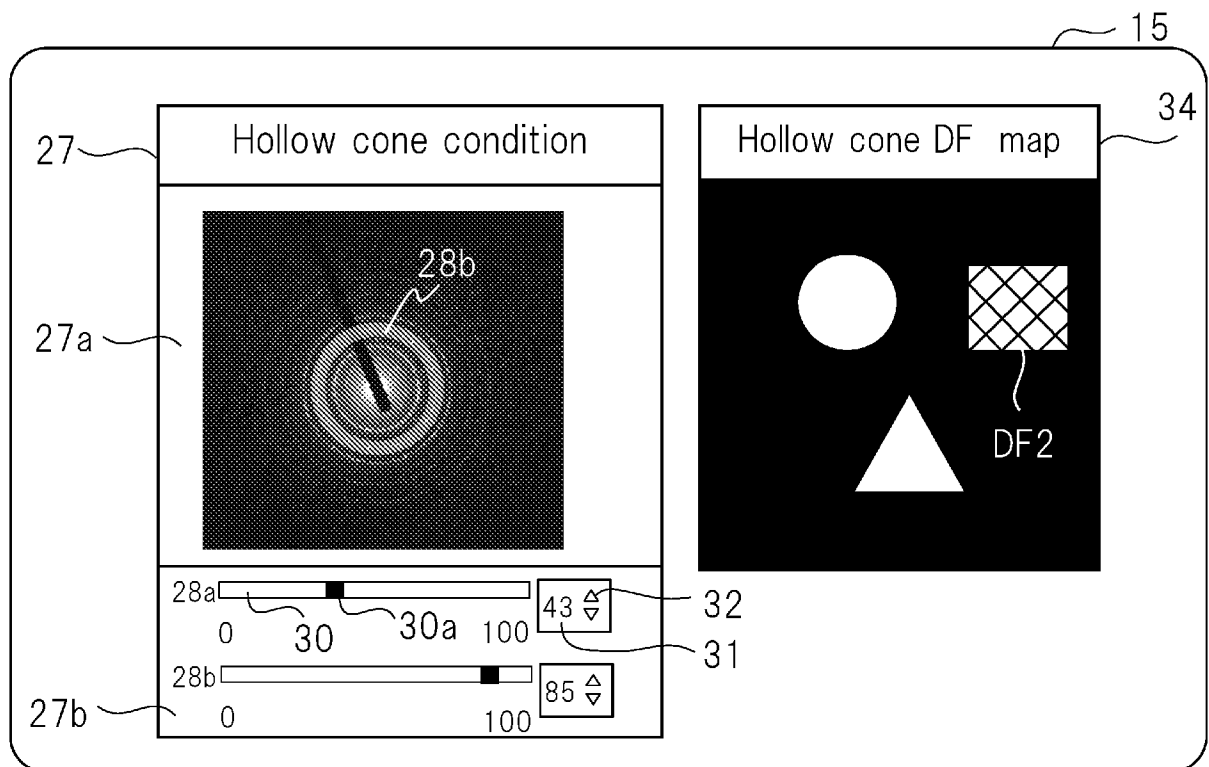 15
27
Hollow cone condition
Hollow cone DF map
34
28b
27a
DF2
28a
0
30
30a
100
43
32
31
28b
0
100
85
27b